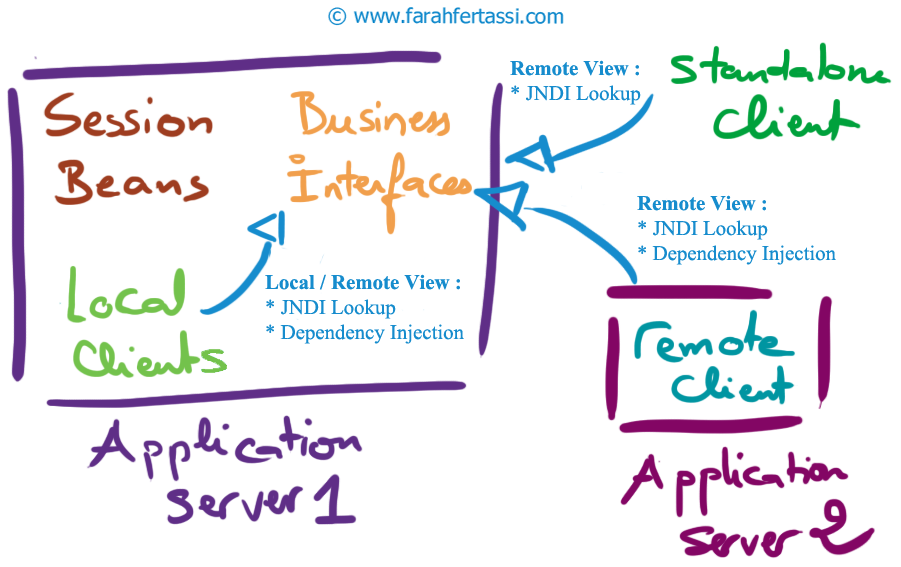 © www.farahfertassi.com
Session
Beans
Business
Interfaces
Local
Clients
Local / Remote View :
* JNDI Lookup
* Dependency Injection
Application
Server 1
Remote View :
* JNDI Lookup
Standalone
Client
Remote View :
* JNDI Lookup
* Dependency Injection
remote
Client
Application
Server 2